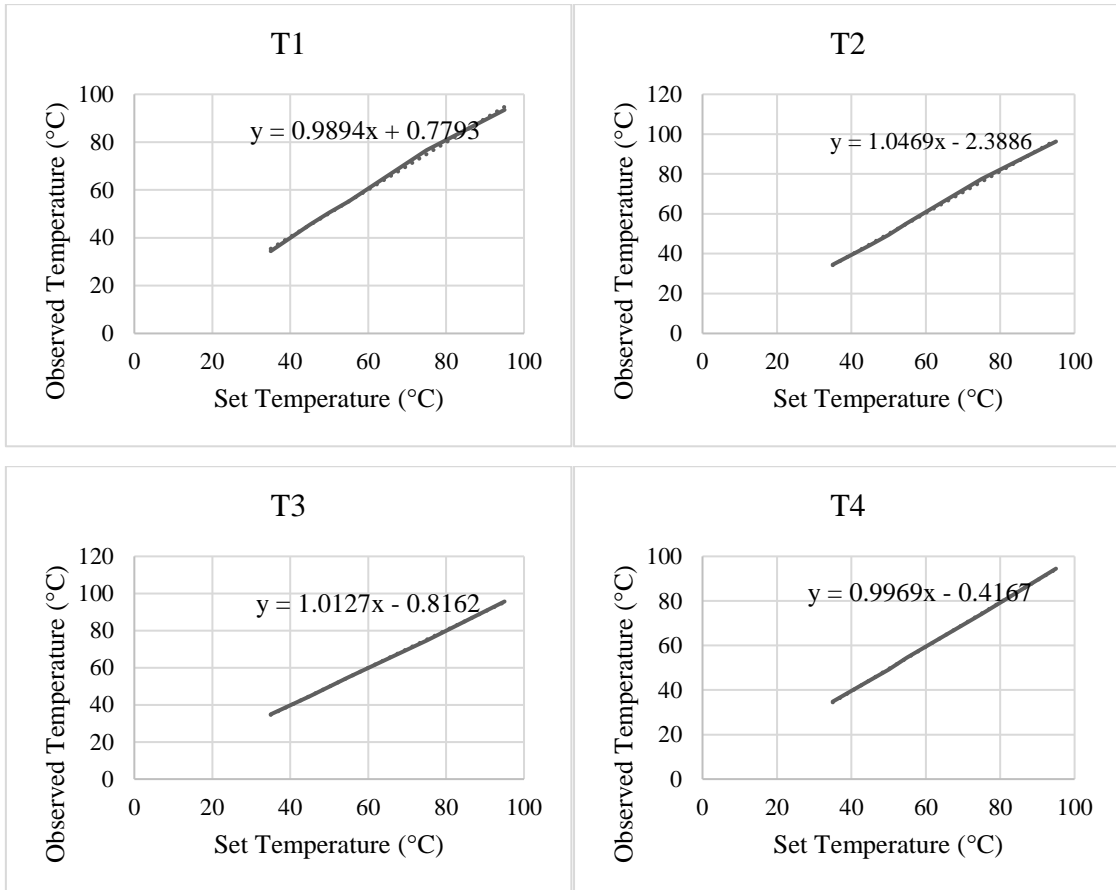 T1
Observed Temperature (°C)
100
80
60
40
20
0
y = 0.9894x + 0.7793
0 20 40 60 80 100
Set Temperature (°C)
T2
Observed Temperature (°C)
120
100
80
60
40
20
0
y = 1.0469x - 2.3886
0 20 40 60 80 100
Set Temperature (°C)
T3
Observed Temperature (°C)
120
100
80
60
40
20
0
y = 1.0127x - 0.8162
0 20 40 60 80 100
Set Temperature (°C)
T4
Observed Temperature (°C)
100
80
60
40
20
0
y = 0.9969x - 0.4167
0 20 40 60 80 100
Set Temperature (°C)